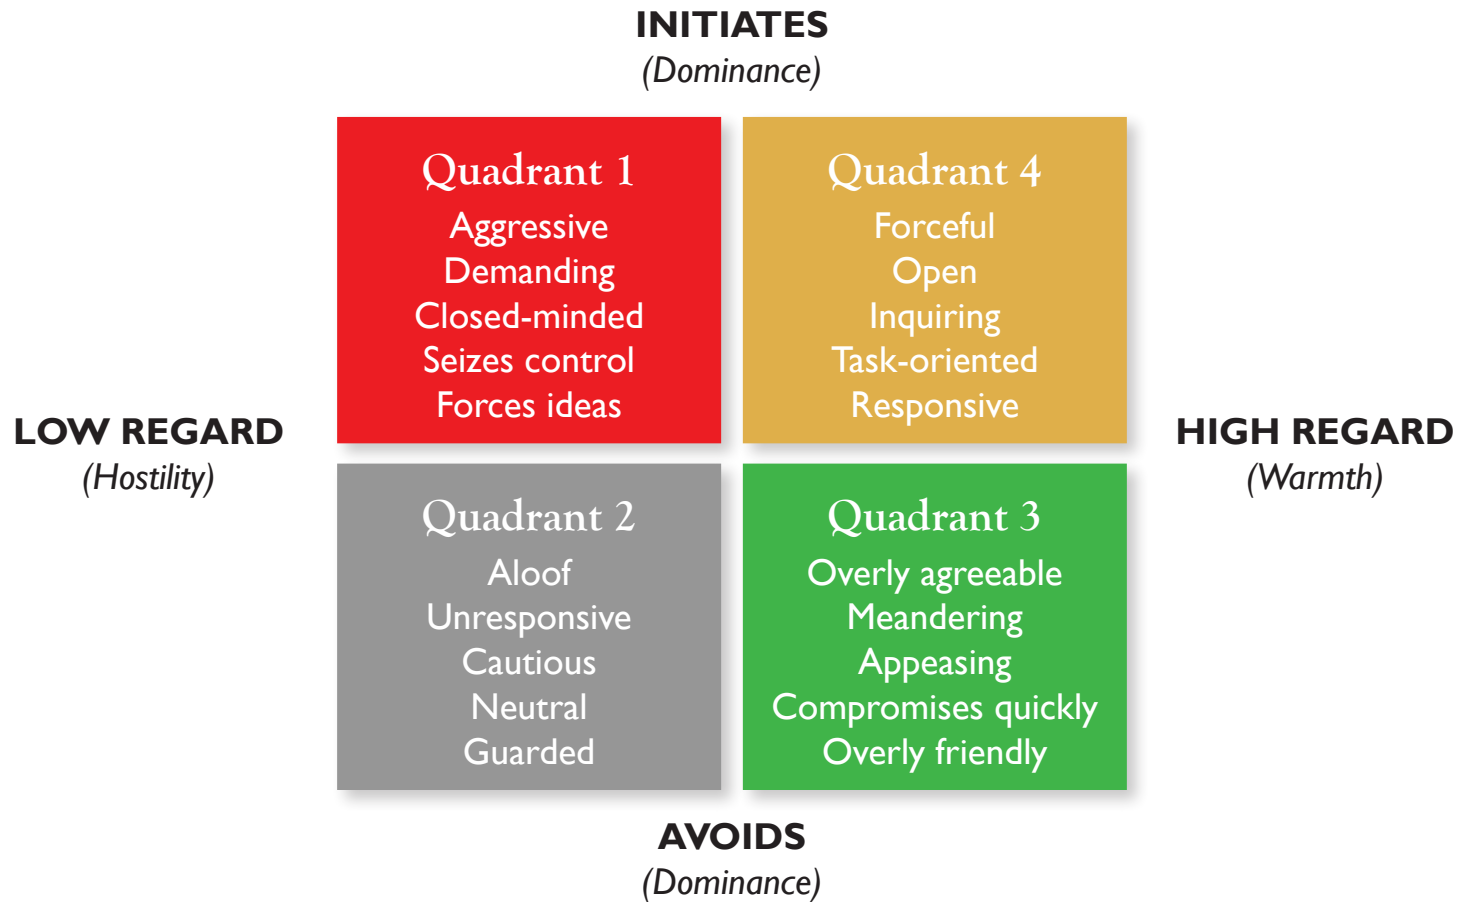 INITIATES
(Dominance)
Quadrant 1
Aggressive
Demanding
Closed-minded
Seizes control
Forces ideas
Quadrant 4
Forceful
Open
Inquiring
Task-oriented
Responsive
LOW REGARD
(Hostility)
HIGH REGARD
(Warmth)
Quadrant 2
Aloof
Unresponsive
Cautious
Neutral
Guarded
Quadrant 3
Overly agreeable
Meandering
Appeasing
Compromises quickly
Overly friendly
AVOIDS
(Dominance)